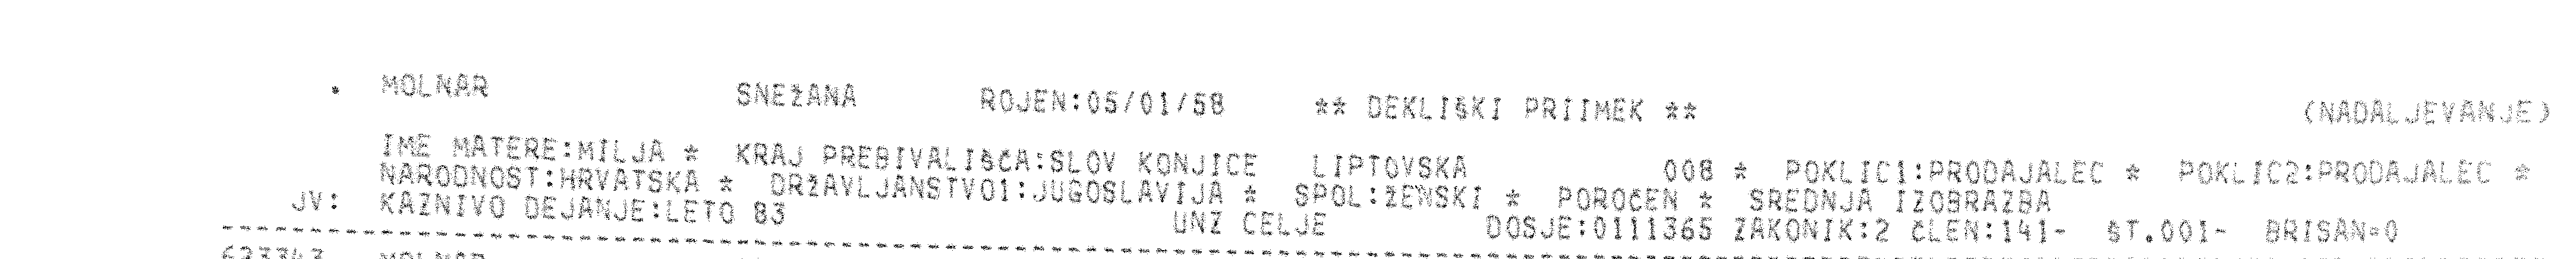 . MOLNAR SNEŽANA ROJEN:05/01/58 ** DEKLIŠKI PRIIMEK ** (NADALJEVANJE)
IME MATERE:MILJA * KRAJ PREBIVALIŠČA:SLOV KONJICE LIPTOVSKA 008 * POKLIC1:PRODAJALEC * POKLIC2:PRODAJALEC *
NARODNOST:HRVATSKA * DRŽAVLJANSTVO1:JUGOSLAVIJA * SPOL:ŽENSKI * POROČEN * SREDNJA IZOBRAZBA
JV: KAZNIVO DEJANJE:LETO 83 UNZ CELJE DOSJE:0111365 ZAKONIK:2 ČLEN:141- ŠT.001- BRISAN=0
623343 MOLNAR